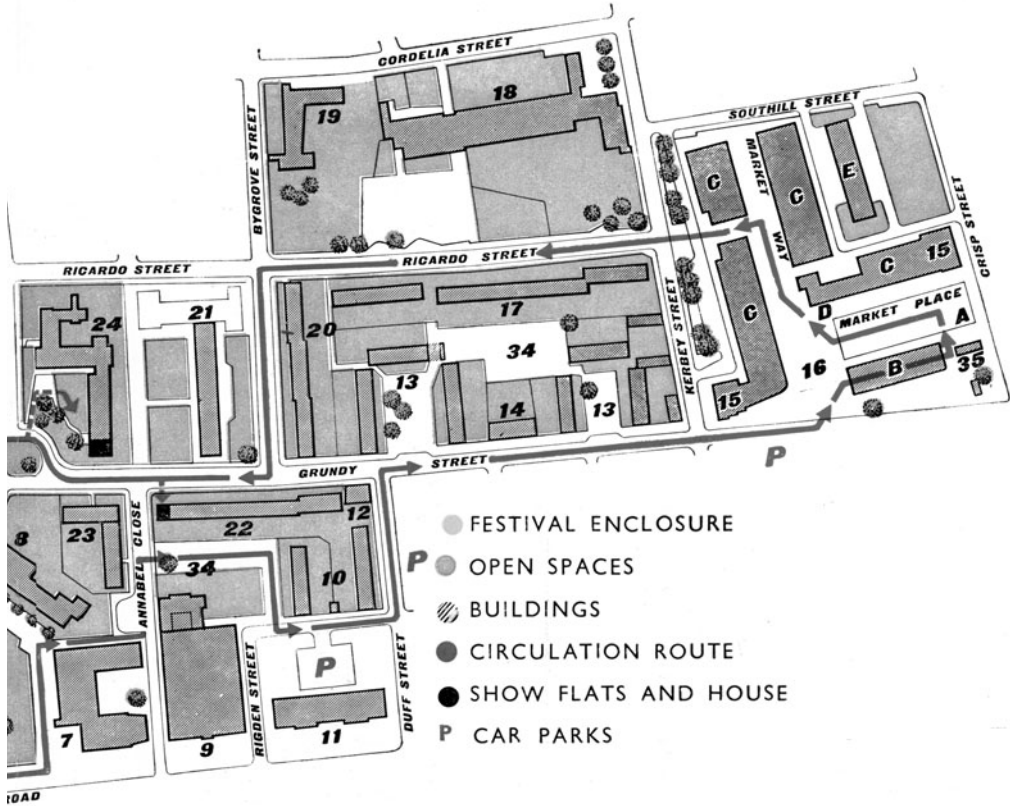 CORDELIA STREET
18
19
SOUTHILL STREET
BYGROVE STREET
MARKET WAY
C
C
E
CRISP STREET
RICARDO STREET
RICARDO STREET
C
15
D
MARKET PLACE
A
24
21
20
17
KERBEY STREET
C
34
16
B
35
13
14
13
15
GRUNDY STREET
P
8
23
ANNABEL CLOSE
22
12
34
10
P
P
RIGDEN STREET
DUFF STREET
7
9
11
ROAD
FESTIVAL ENCLOSURE
OPEN SPACES
BUILDINGS
CIRCULATION ROUTE
SHOW FLATS AND HOUSE
P CAR PARKS